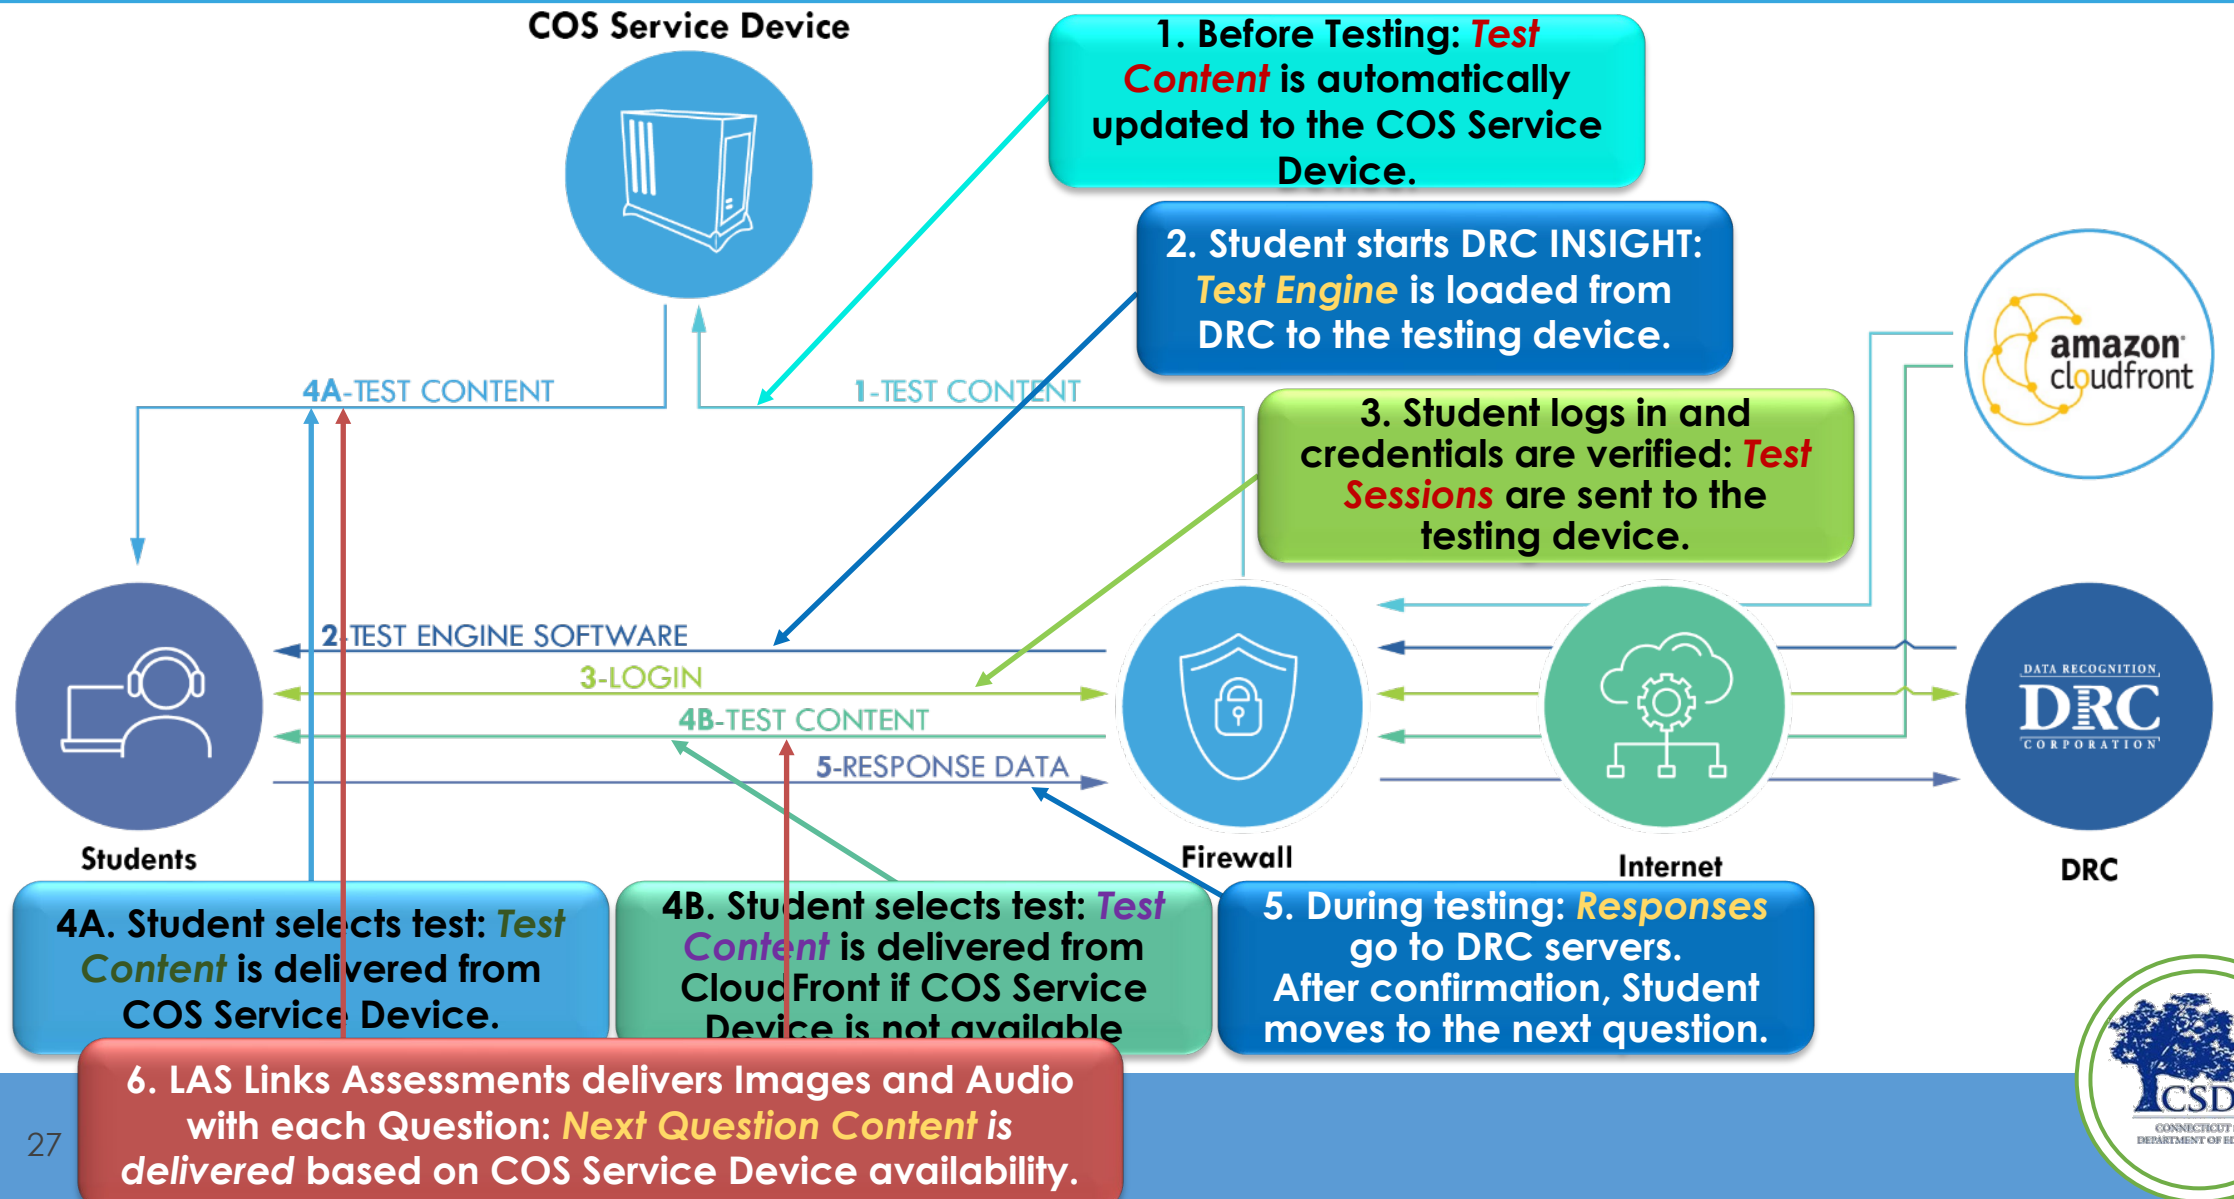 COS Service Device
1. Before Testing: Test
Content is automatically
updated to the COS Service
Device.
2. Student starts DRC INSIGHT:
Test Engine is loaded from
DRC to the testing device.
amazon
cloudfront
4A-TEST CONTENT
1-TEST CONTENT
3. Student logs in and
credentials are verified: Test
Sessions are sent to the
testing device.
2-TEST ENGINE SOFTWARE
3-LOGIN
4B-TEST CONTENT
5-RESPONSE DATA
DATA RECOGNITION
DRC
CORPORATION
Students
Firewall
Internet
DRC
4A. Student selects test: Test
Content is delivered from
COS Service Device.
4B. Student selects test: Test
Content is delivered from
CloudFront if COS Service
Device is not available
5. During testing: Responses
go to DRC servers.
After confirmation, Student
moves to the next question.
6. LAS Links Assessments delivers Images and Audio
with each Question: Next Question Content is
delivered based on COS Service Device availability.
27
CSD
CONNECTICUT
DEPARTMENT OF ED